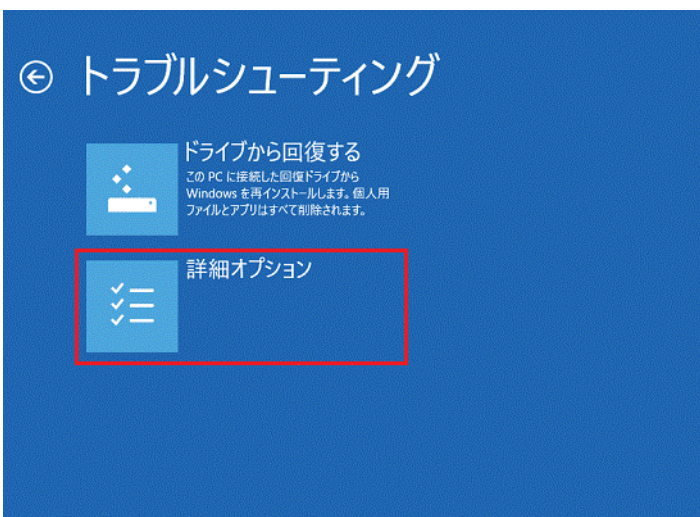 トラブルシューティング
ドライブから回復する
この PC に接続した回復ドライブから
Windows を再インストールします。個人用
ファイルとアプリはすべて削除されます。
詳細オプション